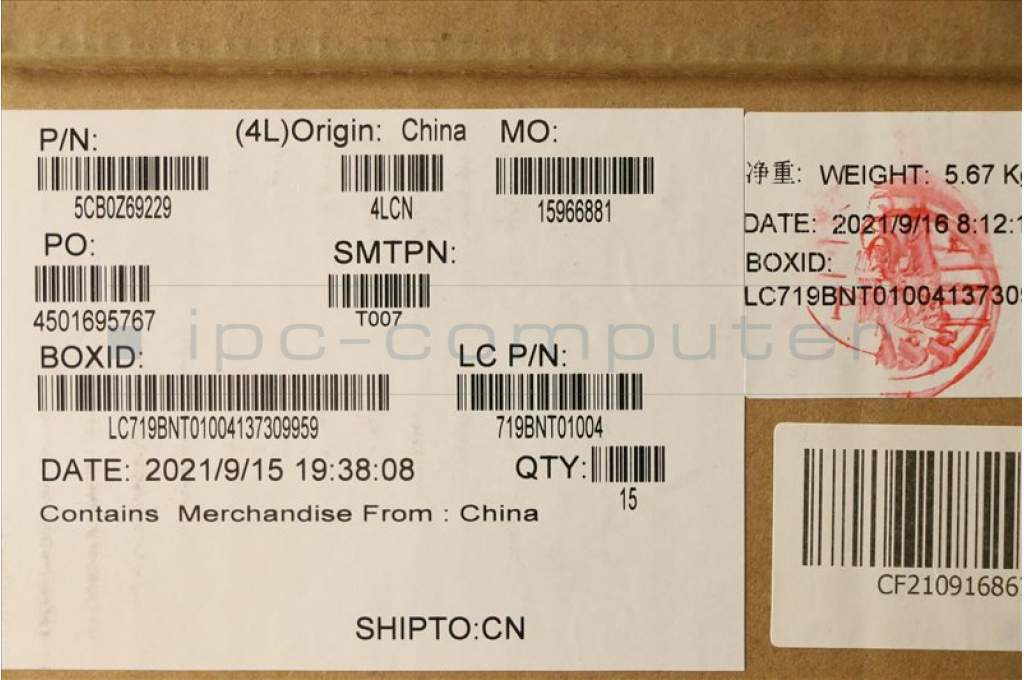 P/N: (4L)Origin: China MO:
5CB0Z69229 4LCN 15966881
PO: SMTPN:
4501695767 T007
BOXID: LC P/N:
LC719BNT01004137309959 719BNT01004
DATE: 2021/9/15 19:38:08 QTY:
15
Contains Merchandise From : China
SHIPTO:CN
净重: WEIGHT: 5.67 Kg
DATE: 2021/9/16 8:12:1
BOXID:
LC719BNT0100413730
CF21091686
ipc-computer